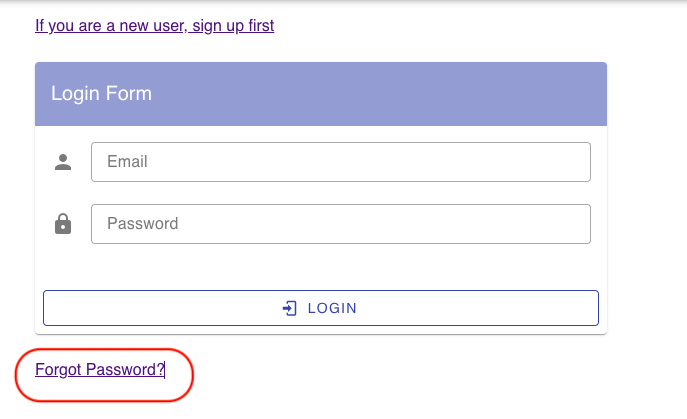 If you are a new user, sign up first
Login Form
Email
Password
LOGIN
Forgot Password?